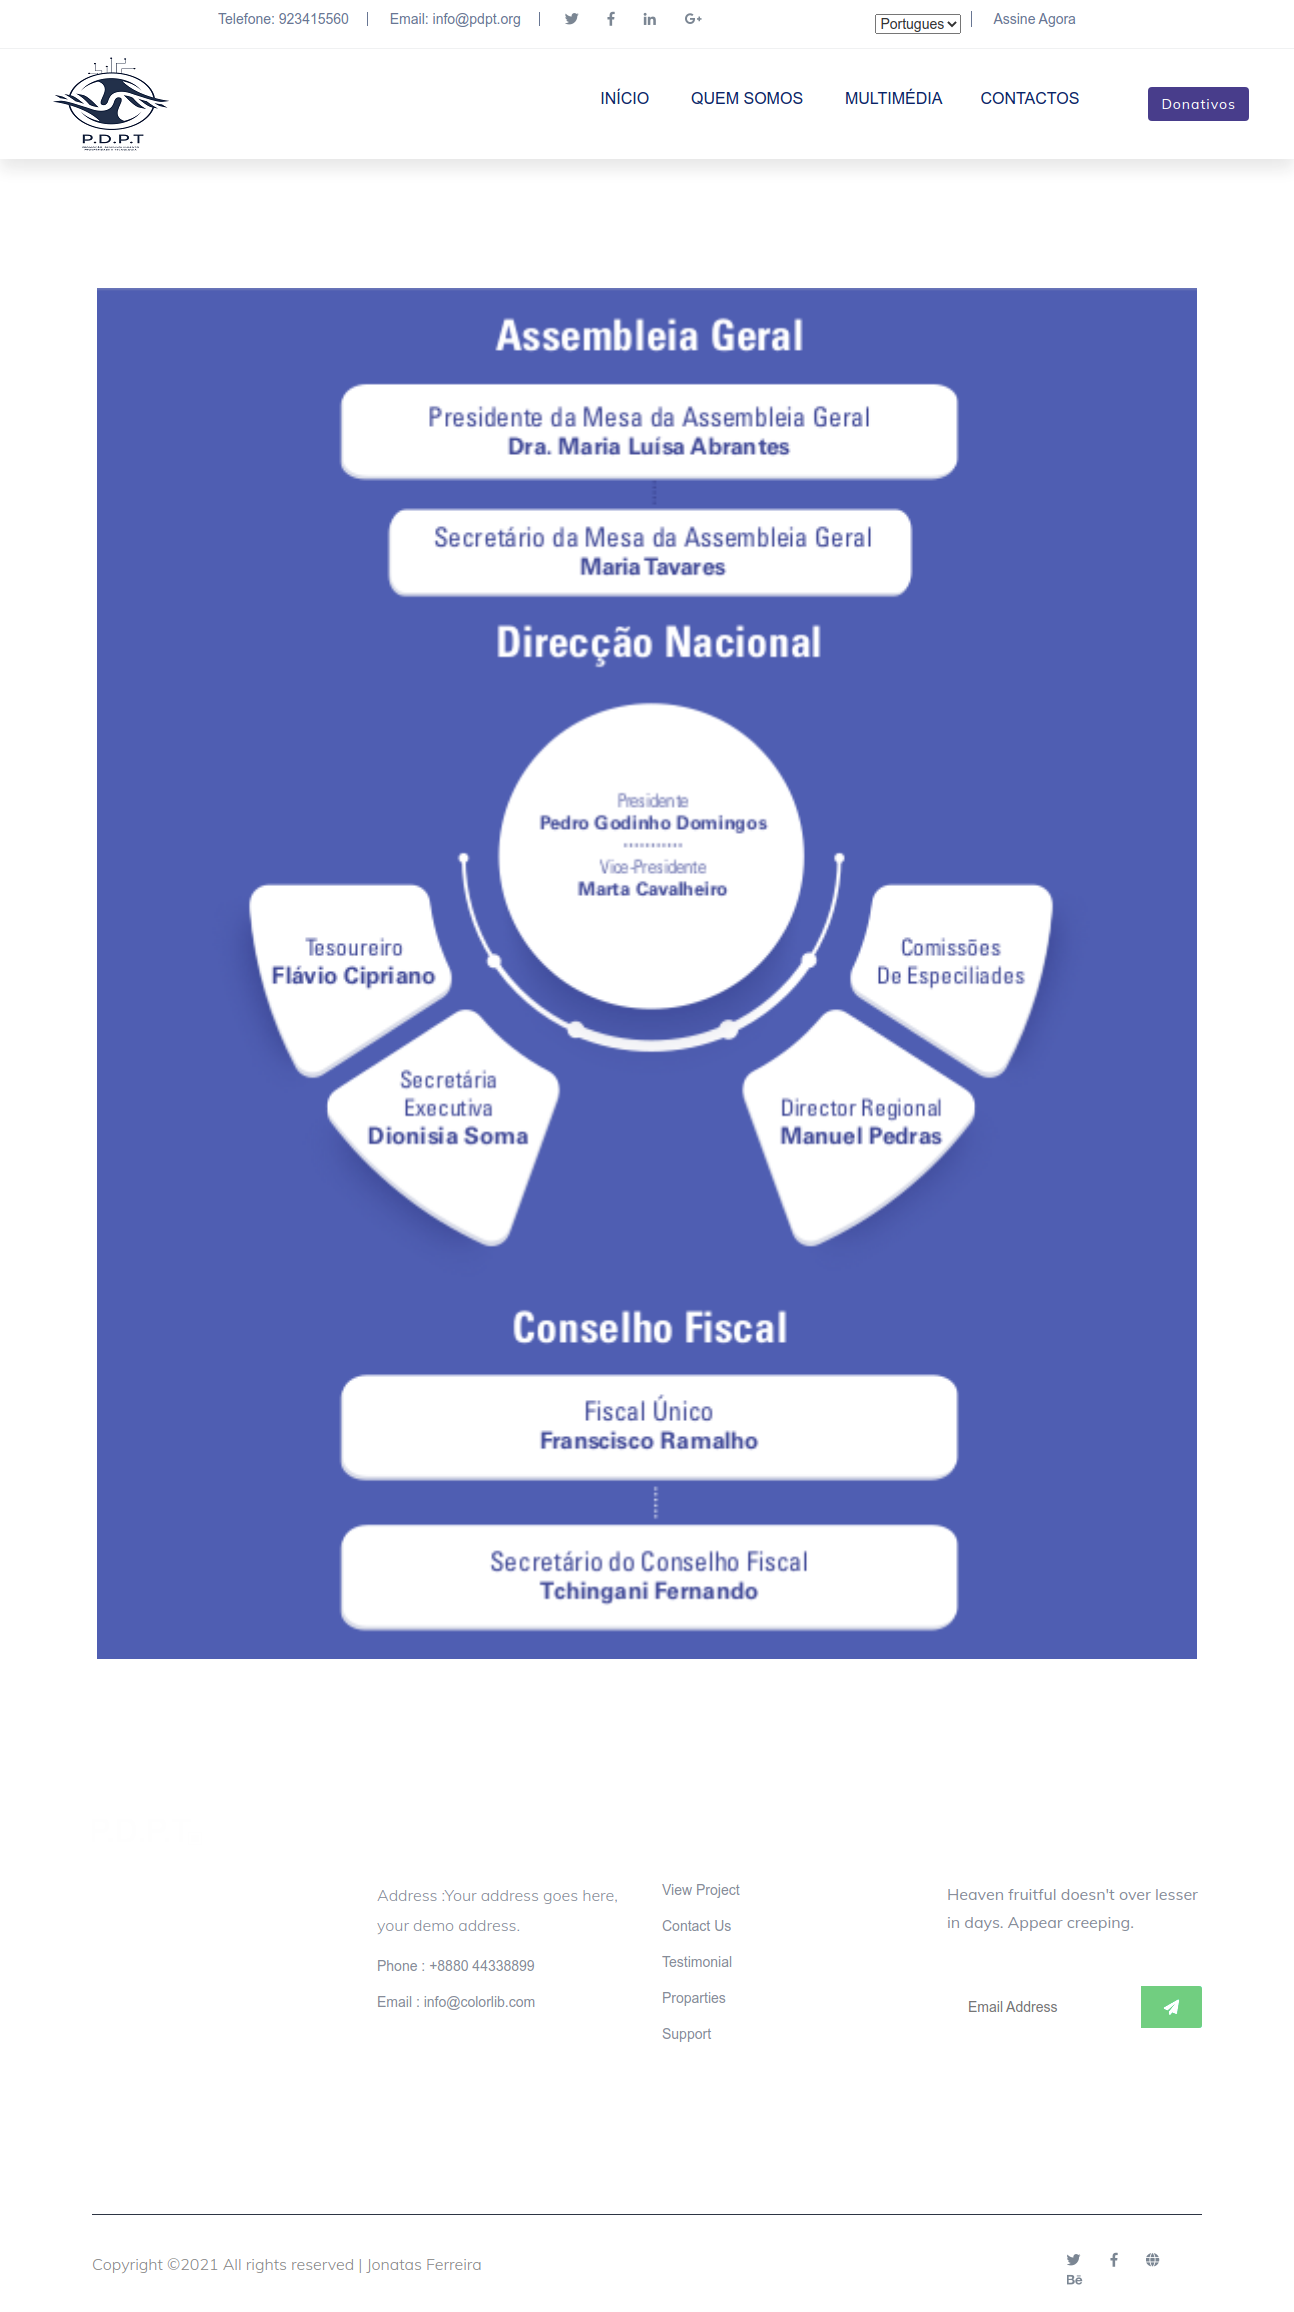 Telefone: 923415560
Email: info@pdpt.org
Portugues
Assine Agora
P.D.P.T
INÍCIO
QUEM SOMOS
MULTIMÉDIA
CONTACTOS
Donativos
Assembleia Geral
Presidente da Mesa da Assembleia Geral
Dra. Maria Luísa Abrantes
Secretário da Mesa da Assembleia Geral
Maria Tavares
Direcção Nacional
Presidente
Pedro Godinho Domingos
Vice-Presidente
Marta Cavalheiro
Tesoureiro
Flávio Cipriano
Comissões
De Especiliades
Secretária
Executiva
Dionisia Soma
Director Regional
Manuel Pedras
Conselho Fiscal
Fiscal Único
Franscisco Ramalho
Secretário do Conselho Fiscal
Tchingani Fernando
Address :Your address goes here,
your demo address.
Phone : +8880 44338899
Email : info@colorlib.com
View Project
Contact Us
Testimonial
Proparties
Support
Heaven fruitful doesn't over lesser
in days. Appear creeping.
Email Address
Copyright ©2021 All rights reserved | Jonatas Ferreira